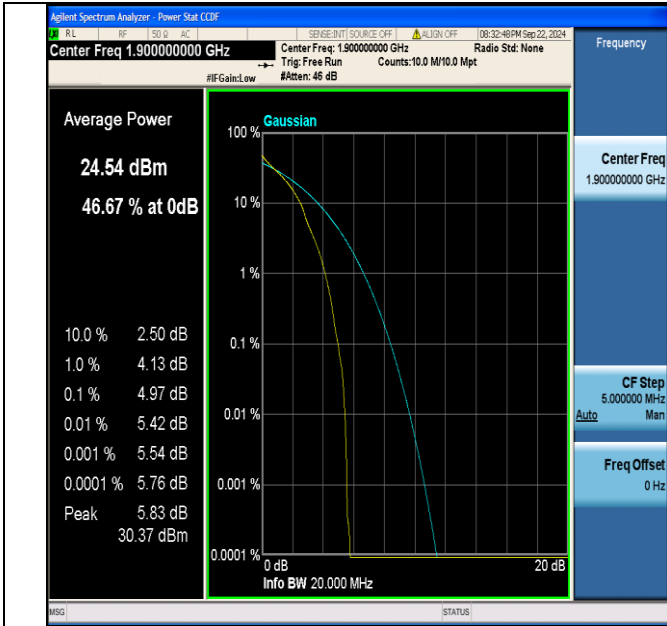 Agilent Spectrum Analyzer - Power Stat CCDF
RL RF 50 Ω AC SENSE:INT SOURCE OFF ALIGN OFF 08:32:48 PM Sep 22, 2024
Center Freq 1.900000000 GHz
Center Freq: 1.900000000 GHz Radio Std: None
Trig: Free Run Counts:10.0 M/10.0 Mpt
#IFGain:Low #Atten: 46 dB
Frequency
Average Power
24.54 dBm
46.67 % at 0dB
10.0 % 2.50 dB
1.0 % 4.13 dB
0.1 % 4.97 dB
0.01 % 5.42 dB
0.001 % 5.54 dB
0.0001 % 5.76 dB
Peak 5.83 dB
30.37 dBm
Gaussian
100 %
10 %
1 %
0.1 %
0.01 %
0.001 %
0.0001 %
0 dB 20 dB
Info BW 20.000 MHz
Center Freq
1.900000000 GHz
CF Step
5.000000 MHz
Auto Man
Freq Offset
0 Hz
MSG STATUS